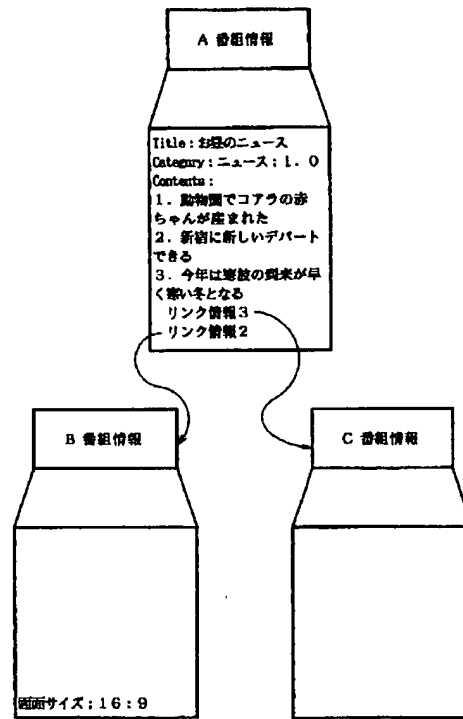 A 番組情報
Title：お昼のニュース
Category：ニュース：1．0
Contents：
1．動物園でコアラの赤
ちゃんが産まれた
2．新宿に新しいデパート
できる
3．今年は寒波の到来が早
く寒い冬となる
リンク情報3
リンク情報2
B 番組情報
C 番組情報
画面サイズ：16：9